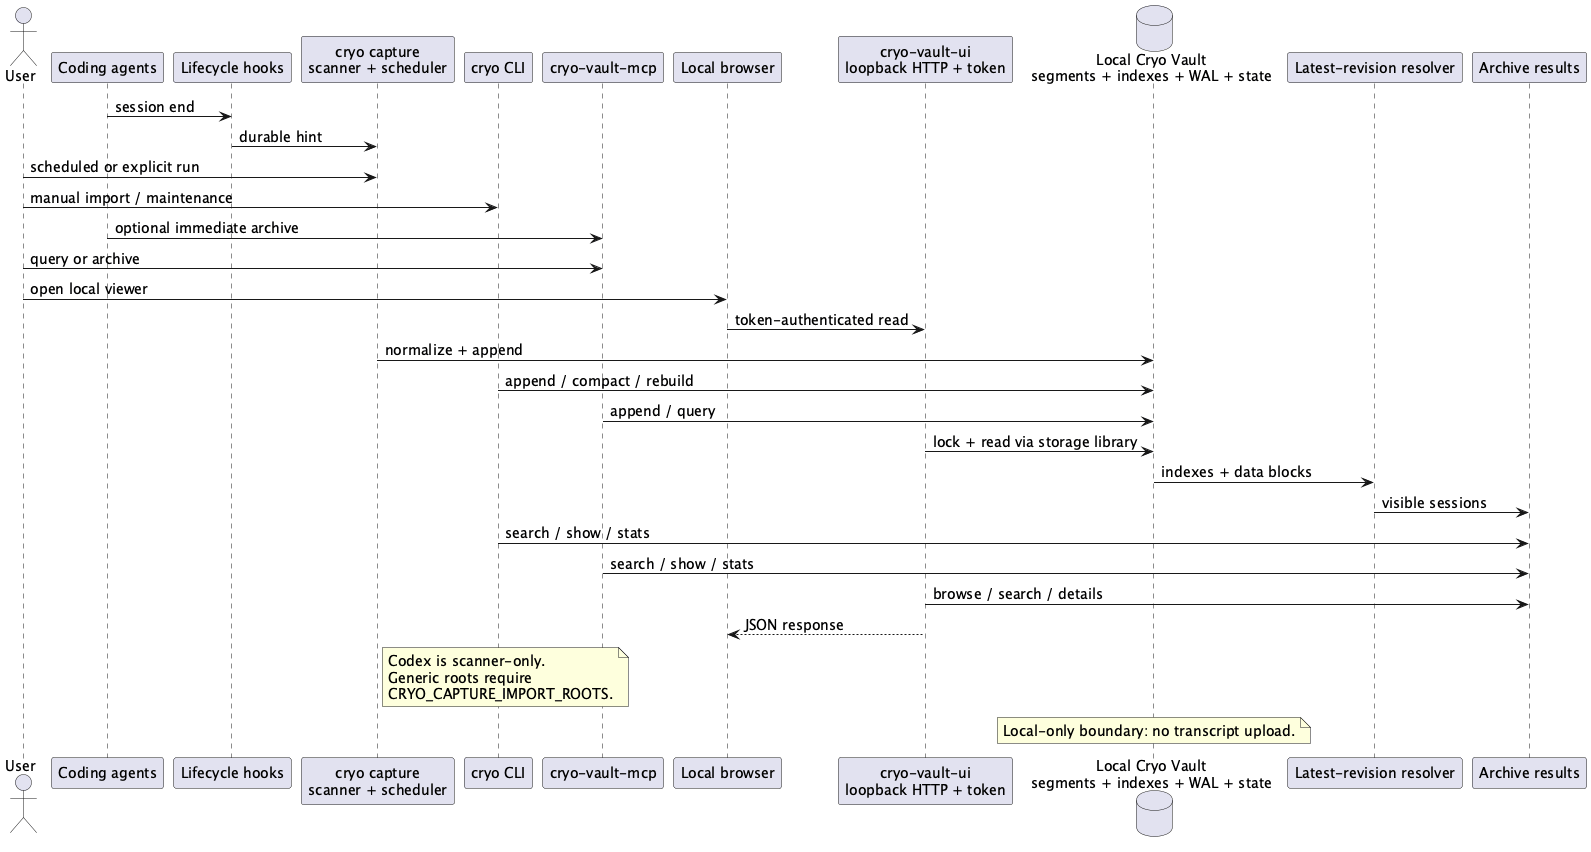 User
Coding agents
Lifecycle hooks
cryo capture
scanner + scheduler
cryo CLI
cryo-vault-mcp
Local browser
cryo-vault-ui
loopback HTTP + token
Local Cryo Vault
segments + indexes + WAL + state
Latest-revision resolver
Archive results
session end
durable hint
scheduled or explicit run
manual import / maintenance
optional immediate archive
query or archive
open local viewer
token-authenticated read
normalize + append
append / compact / rebuild
append / query
lock + read via storage library
indexes + data blocks
visible sessions
search / show / stats
search / show / stats
browse / search / details
JSON response
Codex is scanner-only.
Generic roots require
CRYO_CAPTURE_IMPORT_ROOTS.
Local-only boundary: no transcript upload.
User
Coding agents
Lifecycle hooks
cryo capture
scanner + scheduler
cryo CLI
cryo-vault-mcp
Local browser
cryo-vault-ui
loopback HTTP + token
Local Cryo Vault
segments + indexes + WAL + state
Latest-revision resolver
Archive results